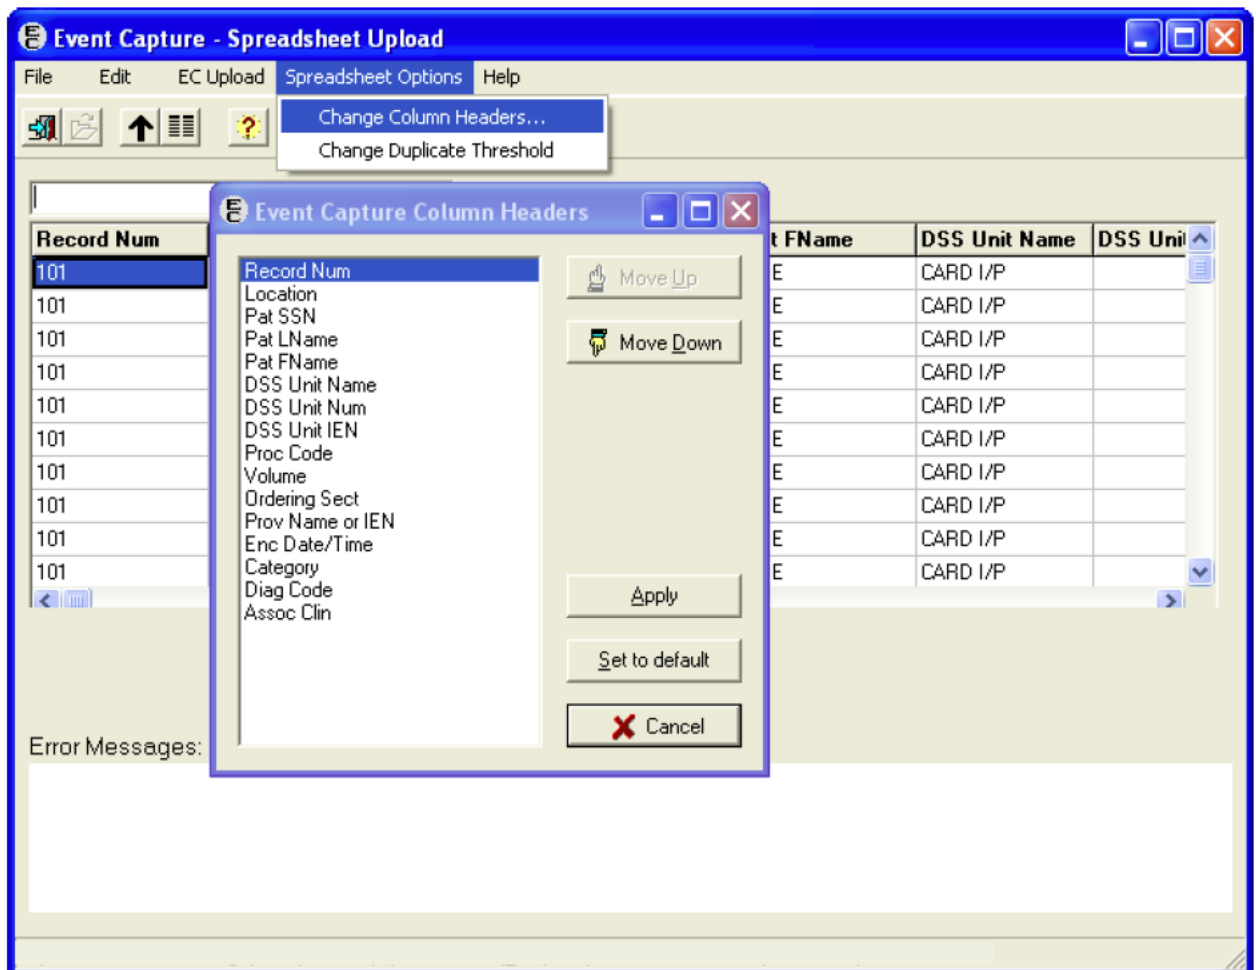 Event Capture - Spreadsheet Upload
File Edit EC Upload Spreadsheet Options Help
Change Column Headers...
Change Duplicate Threshold
Event Capture Column Headers
Record Num
Location
Pat SSN
Pat LName
Pat FName
DSS Unit Name
DSS Unit Num
DSS Unit IEN
Proc Code
Volume
Ordering Sect
Prov Name or IEN
Enc Date/Time
Category
Diag Code
Assoc Clin
Move Up
Move Down
Apply
Set to default
Cancel
Record Num t FName DSS Unit Name DSS Uni
101 E CARD I/P
101 E CARD I/P
101 E CARD I/P
101 E CARD I/P
101 E CARD I/P
101 E CARD I/P
101 E CARD I/P
101 E CARD I/P
101 E CARD I/P
101 E CARD I/P
Error Messages: